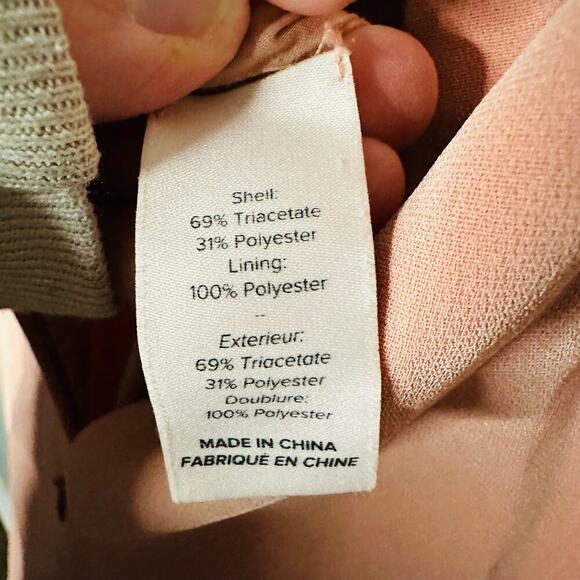 Shell:
69% Triacetate
31% Polyester
Lining:
100% Polyester
--
Exterieur:
69% Triacetate
31% Polyester
Doublure:
100% Polyester
MADE IN CHINA
FABRIQUÉ EN CHINE